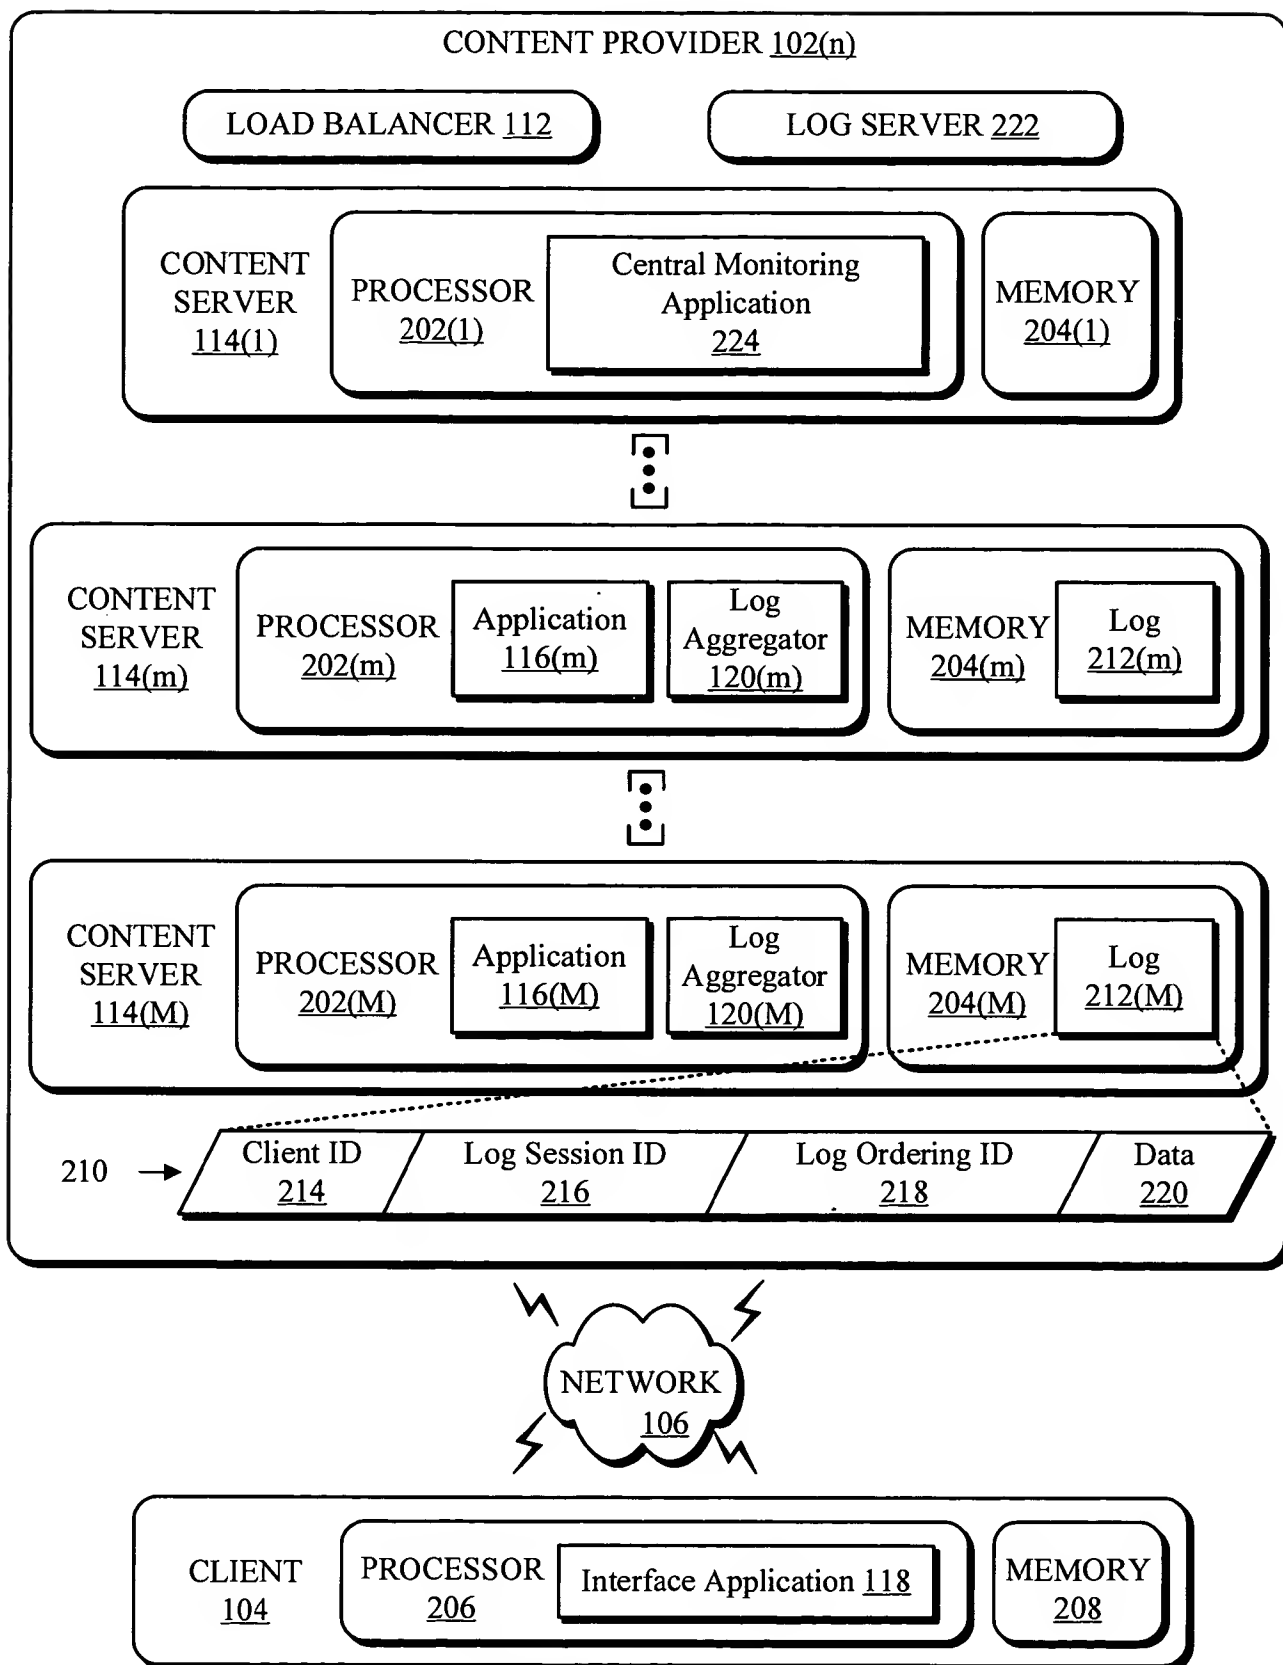 CONTENT PROVIDER 102(n)
LOAD BALANCER 112
LOG SERVER 222
CONTENT
SERVER
114(1)
PROCESSOR
202(1)
Central Monitoring
Application
224
MEMORY
204(1)
CONTENT
SERVER
114(m)
PROCESSOR
202(m)
Application
116(m)
Log
Aggregator
120(m)
MEMORY
204(m)
Log
212(m)
CONTENT
SERVER
114(M)
PROCESSOR
202(M)
Application
116(M)
Log
Aggregator
120(M)
MEMORY
204(M)
Log
212(M)
210
Client ID
214
Log Session ID
216
Log Ordering ID
218
Data
220
NETWORK
106
CLIENT
104
PROCESSOR
206
Interface Application 118
MEMORY
208